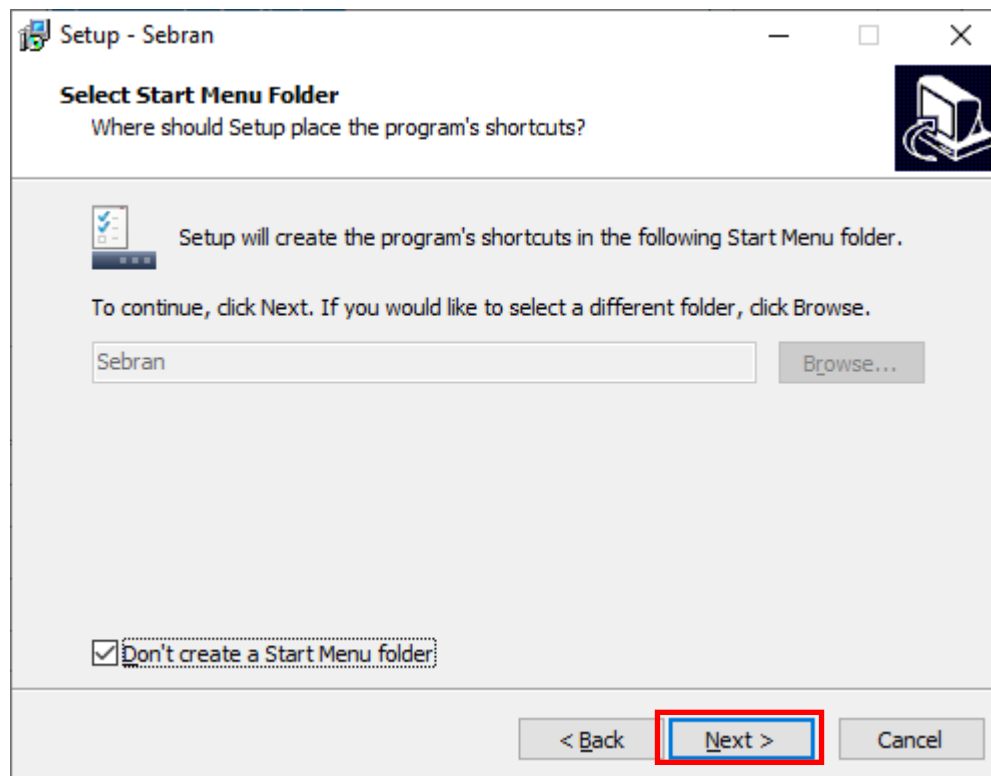 Setup - Sebran
Select Start Menu Folder
Where should Setup place the program's shortcuts?
Setup will create the program's shortcuts in the following Start Menu folder.
To continue, click Next. If you would like to select a different folder, click Browse.
Sebran
Browse...
Don't create a Start Menu folder
< Back Next > Cancel